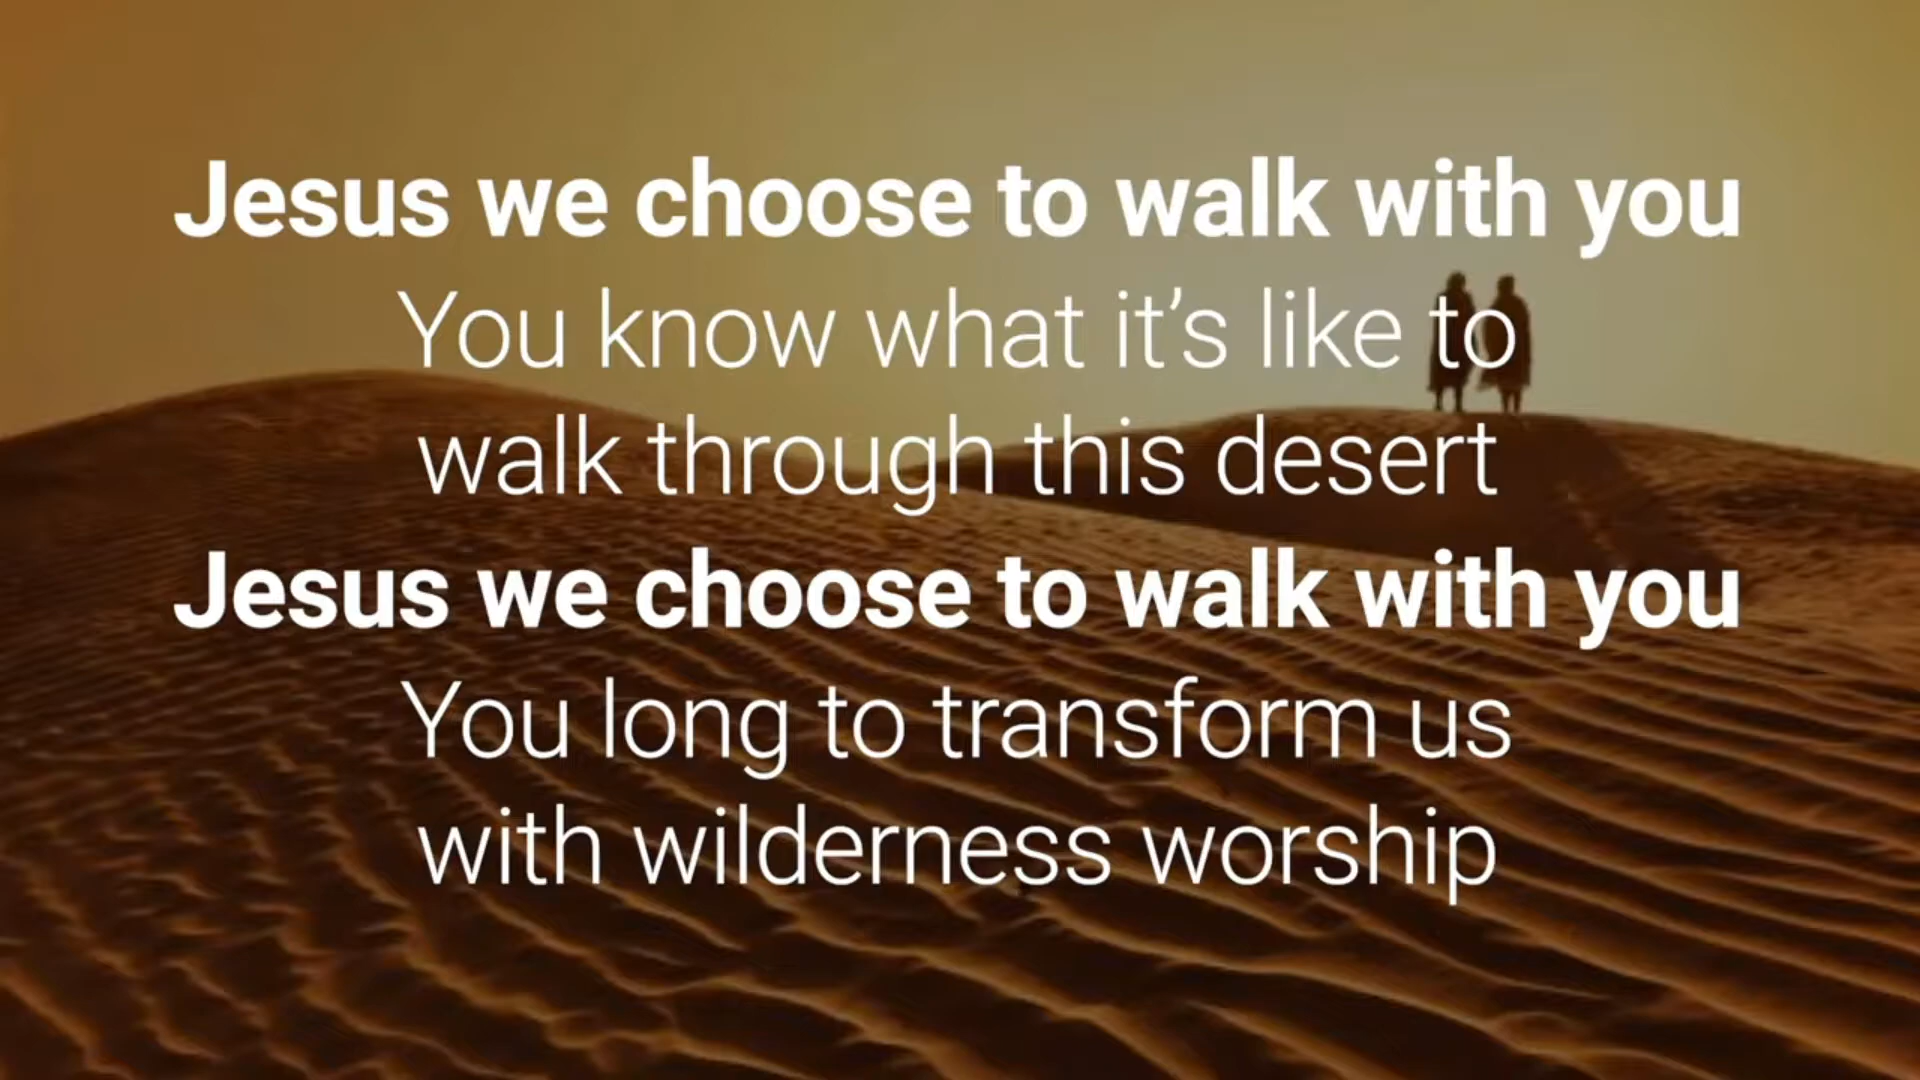 Jesus we choose to walk with you
You know what it’s like to
walk through this desert
Jesus we choose to walk with you
You long to transform us
with wilderness worship